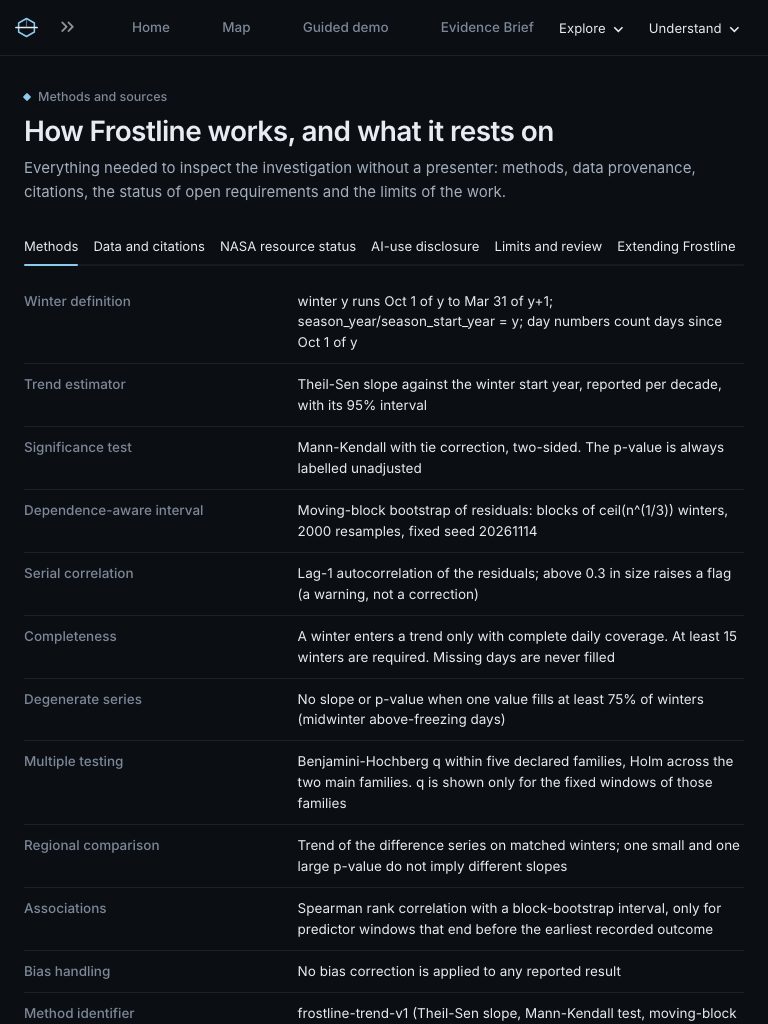 Home Map Guided demo Evidence Brief Explore Understand
Methods and sources
How Frostline works, and what it rests on
Everything needed to inspect the investigation without a presenter: methods, data provenance,
citations, the status of open requirements and the limits of the work.
Methods Data and citations NASA resource status AI-use disclosure Limits and review Extending Frostline
Winter definition
winter y runs Oct 1 of y to Mar 31 of y+1;
season_year/season_start_year = y; day numbers count days since
Oct 1 of y
Trend estimator
Theil-Sen slope against the winter start year, reported per decade,
with its 95% interval
Significance test
Mann-Kendall with tie correction, two-sided. The p-value is always
labelled unadjusted
Dependence-aware interval
Moving-block bootstrap of residuals: blocks of ceil(n^(1/3)) winters,
2000 resamples, fixed seed 20261114
Serial correlation
Lag-1 autocorrelation of the residuals; above 0.3 in size raises a flag
(a warning, not a correction)
Completeness
A winter enters a trend only with complete daily coverage. At least 15
winters are required. Missing days are never filled
Degenerate series
No slope or p-value when one value fills at least 75% of winters
(midwinter above-freezing days)
Multiple testing
Benjamini-Hochberg q within five declared families, Holm across the
two main families. q is shown only for the fixed windows of those
families
Regional comparison
Trend of the difference series on matched winters; one small and one
large p-value do not imply different slopes
Associations
Spearman rank correlation with a block-bootstrap interval, only for
predictor windows that end before the earliest recorded outcome
Bias handling
No bias correction is applied to any reported result
Method identifier
frostline-trend-v1 (Theil-Sen slope, Mann-Kendall test, moving-block